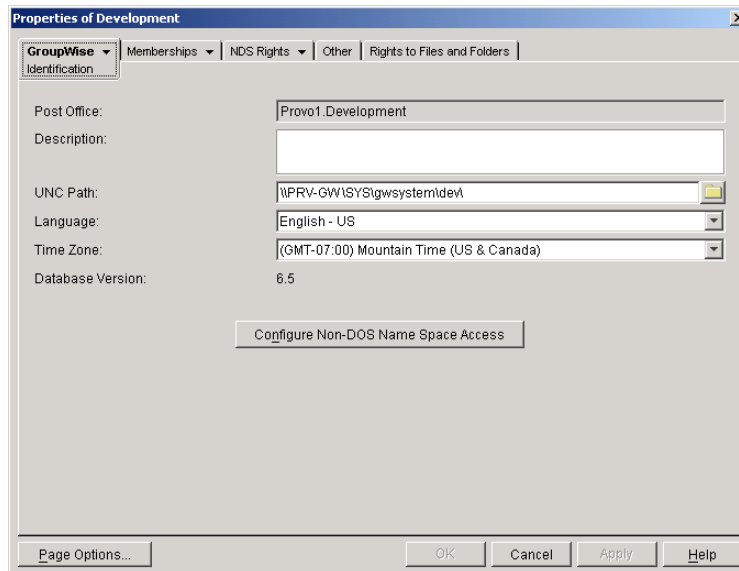 Properties of Development
GroupWise Memberships NDS Rights Other Rights to Files and Folders
Identification
Post Office: Provo1.Development
Description:
UNC Path: \\PRV-GW\SYS\gwsystem\dev\
Language: English - US
Time Zone: (GMT-07:00) Mountain Time (US & Canada)
Database Version: 6.5
Configure Non-DOS Name Space Access
Page Options... OK Cancel Apply Help